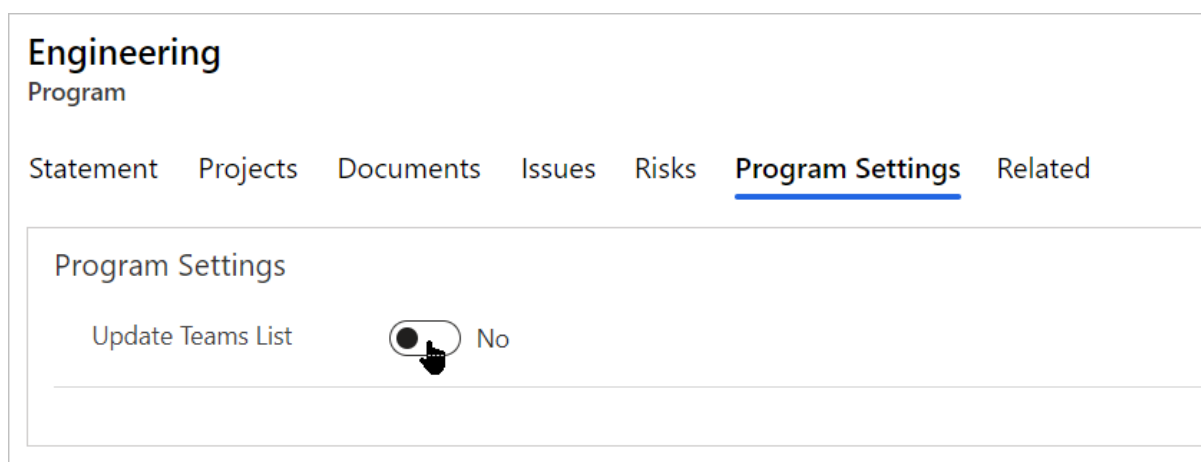 Engineering
Program
Statement Projects Documents Issues Risks Program Settings Related
Program Settings
Update Teams List No